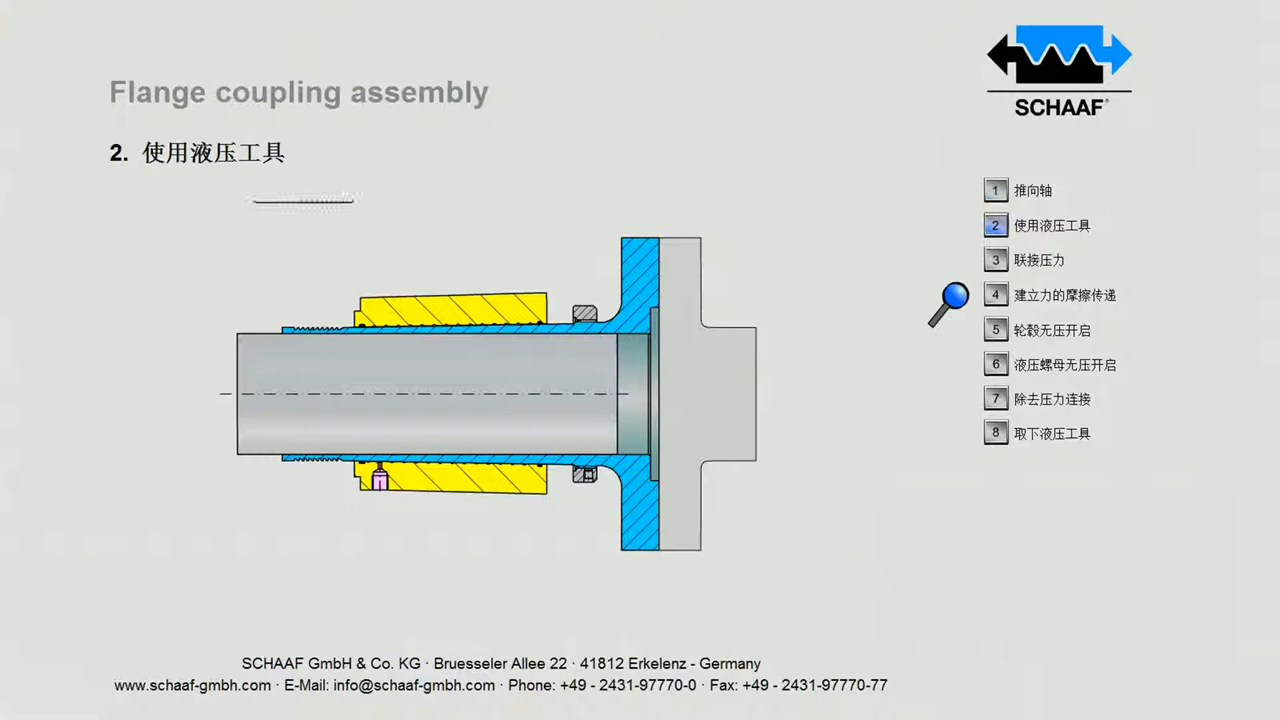 Flange coupling assembly
SCHAAF
2. 使用液压工具
1 推向轴
2 使用液压工具
3 联接压力
4 建立力的摩擦传递
5 轮毂无压开启
6 液压螺母无压开启
7 除去压力连接
8 取下液压工具
SCHAAF GmbH & Co. KG · Bruesseler Allee 22 · 41812 Erkelenz - Germany
www.schaaf-gmbh.com · E-Mail: info@schaaf-gmbh.com · Phone: +49 - 2431-97770-0 · Fax: +49 - 2431-97770-77